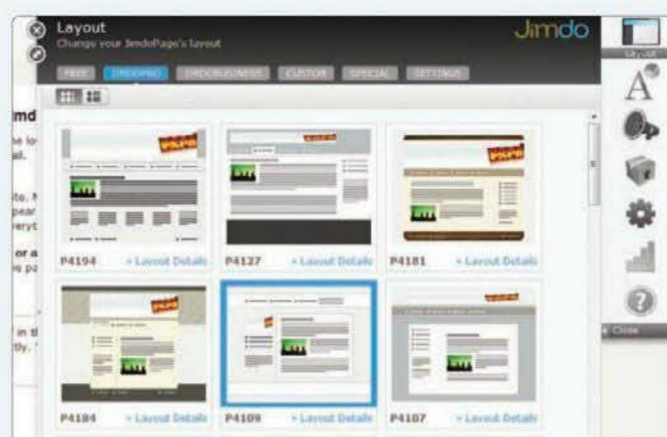 Layout
Change your JimdoPage's layout
Jimdo
FREE JIMDOPRO JIMDOBUSINESS CUSTOM SPECIAL SETTINGS
Layout
P4194 + Layout Details
P4127 + Layout Details
P4181 + Layout Details
P4184 + Layout Details
P4109 + Layout Details
P4107 + Layout Details
Close